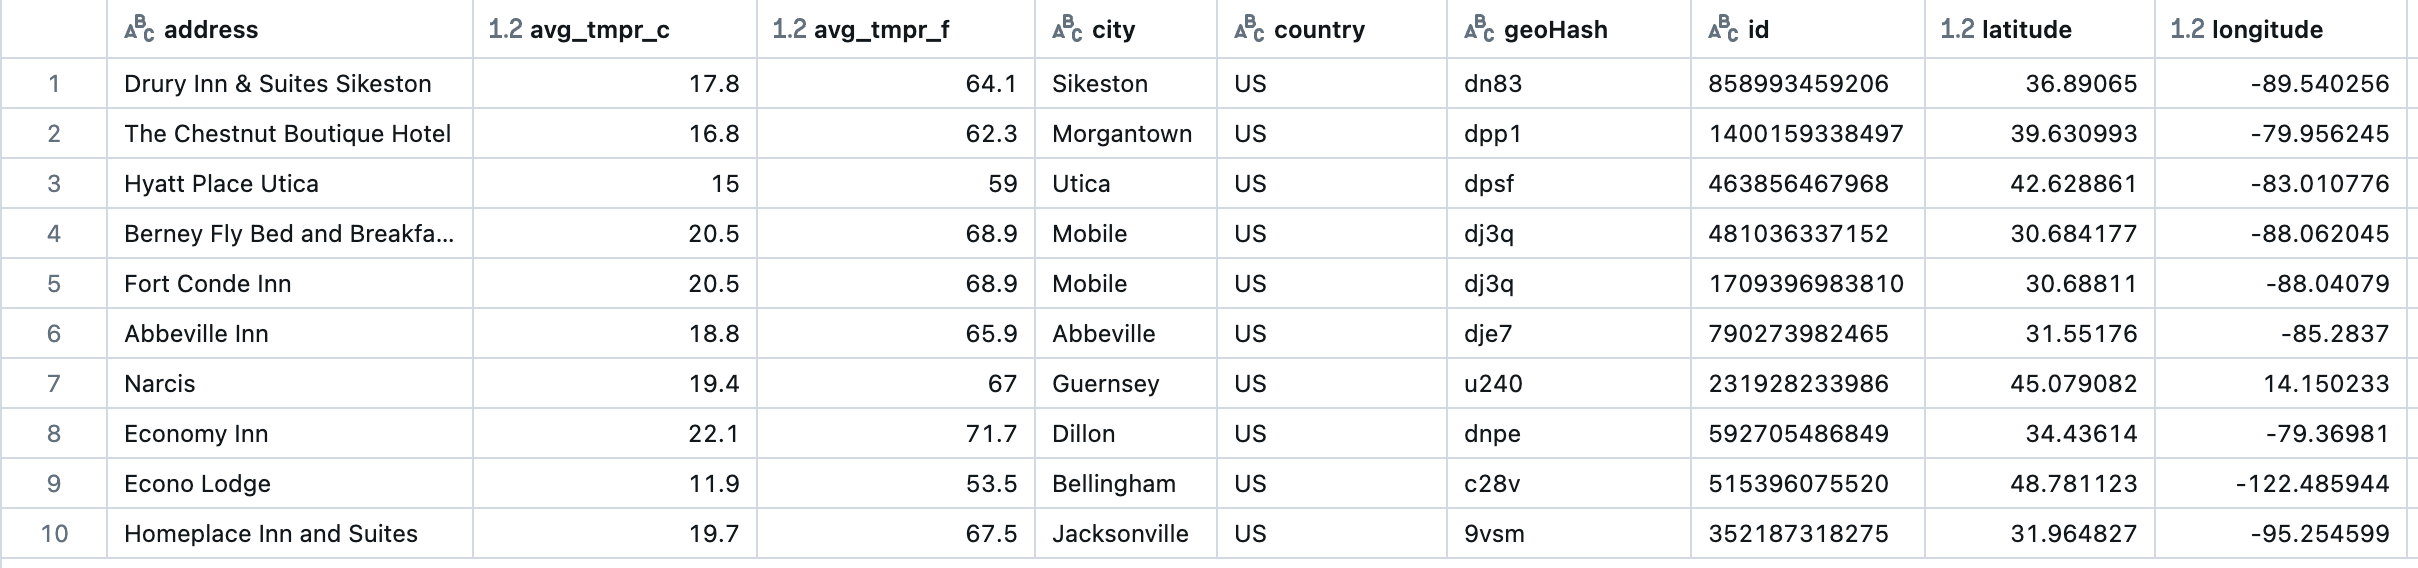 ABC address 1.2 avg_tmpr_c 1.2 avg_tmpr_f ABC city ABC country ABC geoHash ABC id 1.2 latitude 1.2 longitude
1 Drury Inn & Suites Sikeston 17.8 64.1 Sikeston US dn83 858993459206 36.89065 -89.540256
2 The Chestnut Boutique Hotel 16.8 62.3 Morgantown US dpp1 1400159338497 39.630993 -79.956245
3 Hyatt Place Utica 15 59 Utica US dpsf 463856467968 42.628861 -83.010776
4 Berney Fly Bed and Breakfa... 20.5 68.9 Mobile US dj3q 481036337152 30.684177 -88.062045
5 Fort Conde Inn 20.5 68.9 Mobile US dj3q 1709396983810 30.68811 -88.04079
6 Abbeville Inn 18.8 65.9 Abbeville US dje7 790273982465 31.55176 -85.2837
7 Narcis 19.4 67 Guernsey US u240 231928233986 45.079082 14.150233
8 Economy Inn 22.1 71.7 Dillon US dnpe 592705486849 34.43614 -79.36981
9 Econo Lodge 11.9 53.5 Bellingham US c28v 515396075520 48.781123 -122.485944
10 Homeplace Inn and Suites 19.7 67.5 Jacksonville US 9vsm 352187318275 31.964827 -95.254599